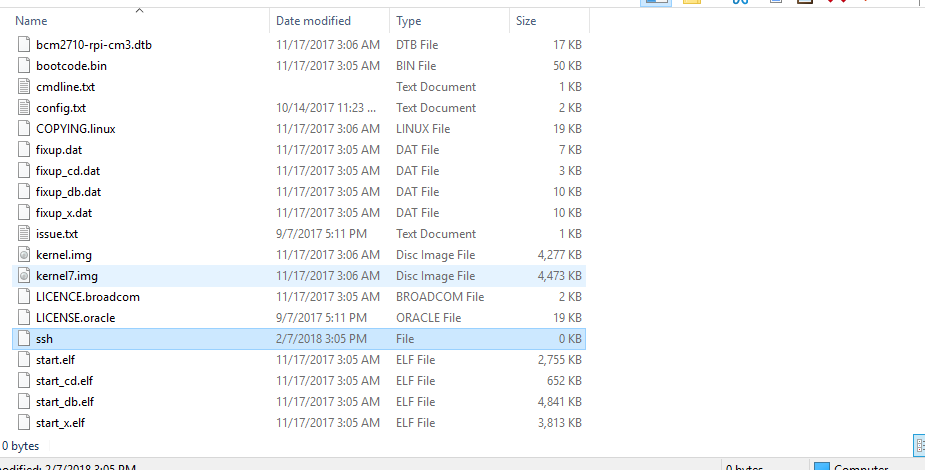 Name Date modified Type Size
bcm2710-rpi-cm3.dtb 11/17/2017 3:06 AM DTB File 17 KB
bootcode.bin 11/17/2017 3:05 AM BIN File 50 KB
cmdline.txt Text Document 1 KB
config.txt 10/14/2017 11:23 ... Text Document 2 KB
COPYING.linux 11/17/2017 3:06 AM LINUX File 19 KB
fixup.dat 11/17/2017 3:05 AM DAT File 7 KB
fixup_cd.dat 11/17/2017 3:05 AM DAT File 3 KB
fixup_db.dat 11/17/2017 3:05 AM DAT File 10 KB
fixup_x.dat 11/17/2017 3:05 AM DAT File 10 KB
issue.txt 9/7/2017 5:11 PM Text Document 1 KB
kernel.img 11/17/2017 3:06 AM Disc Image File 4,277 KB
kernel7.img 11/17/2017 3:06 AM Disc Image File 4,473 KB
LICENCE.broadcom 11/17/2017 3:05 AM BROADCOM File 2 KB
LICENSE.oracle 9/7/2017 5:11 PM ORACLE File 19 KB
ssh 2/7/2018 3:05 PM File 0 KB
start.elf 11/17/2017 3:05 AM ELF File 2,755 KB
start_cd.elf 11/17/2017 3:05 AM ELF File 652 KB
start_db.elf 11/17/2017 3:05 AM ELF File 4,841 KB
start_x.elf 11/17/2017 3:05 AM ELF File 3,813 KB
0 bytes
odified: 2/7/2018 3:05 PM 0 bytes Computer